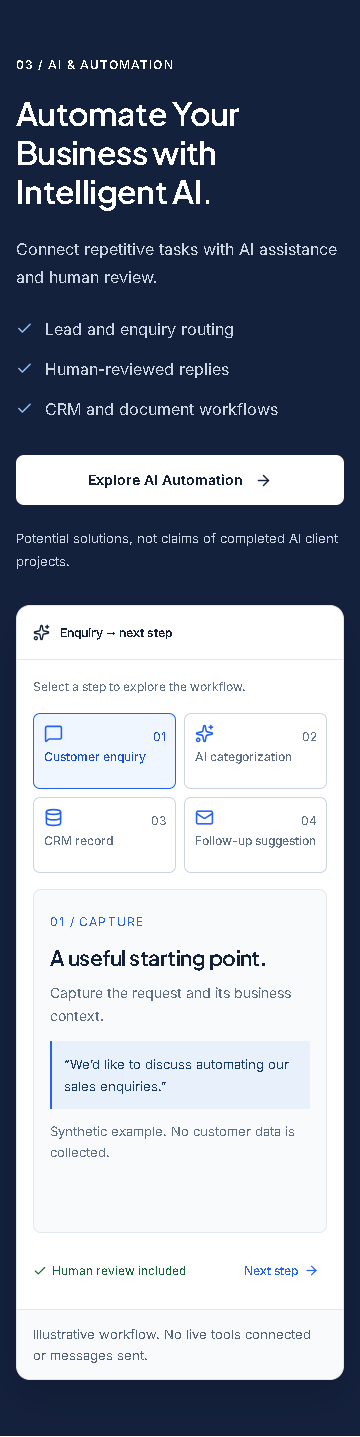 03 / AI & AUTOMATION
Automate Your
Business with
Intelligent AI.
Connect repetitive tasks with AI assistance
and human review.
Lead and enquiry routing
Human-reviewed replies
CRM and document workflows
Explore AI Automation →
Potential solutions, not claims of completed AI client
projects.
Enquiry → next step
Select a step to explore the workflow.
01
Customer enquiry
02
AI categorization
03
CRM record
04
Follow-up suggestion
01 / CAPTURE
A useful starting point.
Capture the request and its business
context.
“We’d like to discuss automating our
sales enquiries.”
Synthetic example. No customer data is
collected.
Human review included
Next step →
Illustrative workflow. No live tools connected
or messages sent.